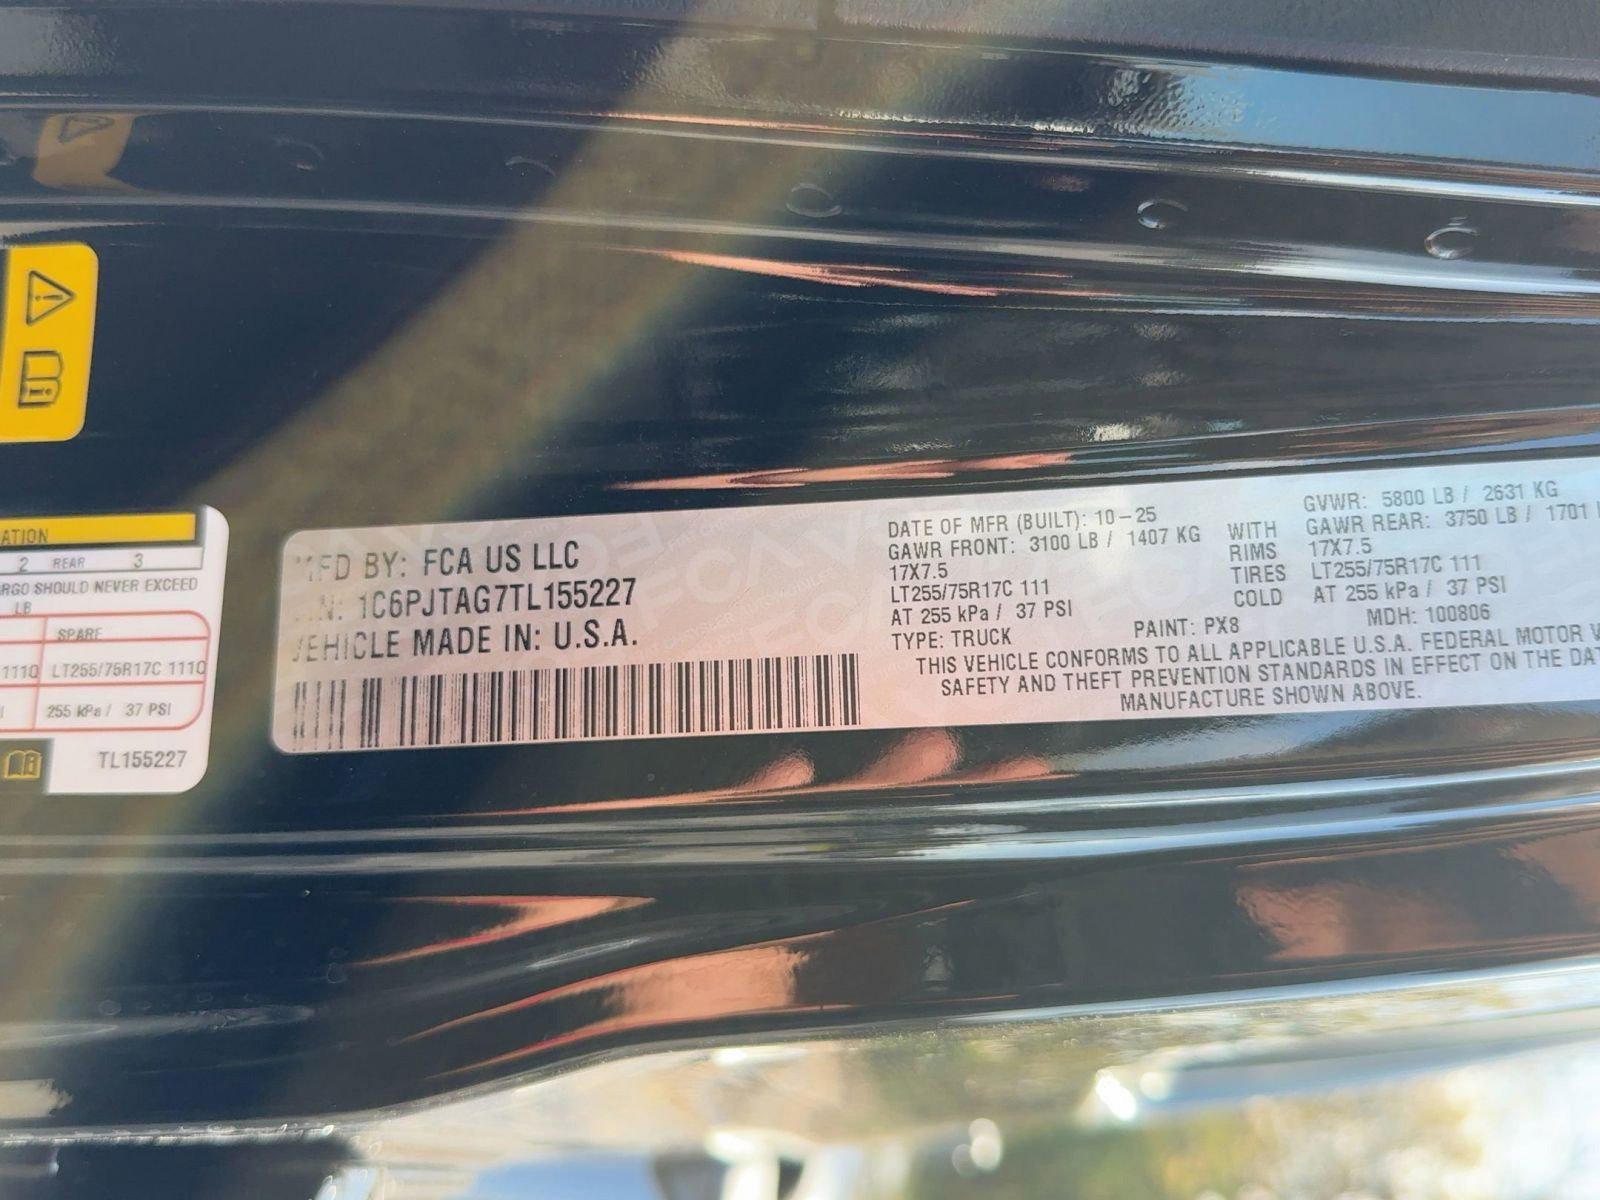 ATION
2 REAR 3
RGO SHOULD NEVER EXCEED
LB
SPARE
111Q LT255/75R17C 111Q
255 kPa / 37 PSI
TL155227
MFD BY: FCA US LLC
1C6PJTAG7TL155227
VEHICLE MADE IN: U.S.A.
DATE OF MFR (BUILT): 10-25 GVWR: 5800 LB / 2631 KG
GAWR FRONT: 3100 LB / 1407 KG WITH GAWR REAR: 3750 LB / 1701
17X7.5 RIMS 17X7.5
LT255/75R17C 111 TIRES LT255/75R17C 111
AT 255 kPa / 37 PSI COLD AT 255 kPa / 37 PSI
TYPE: TRUCK PAINT: PX8 MDH: 100806
THIS VEHICLE CONFORMS TO ALL APPLICABLE U.S.A. FEDERAL MOTOR V
SAFETY AND THEFT PREVENTION STANDARDS IN EFFECT ON THE DAT
MANUFACTURE SHOWN ABOVE.